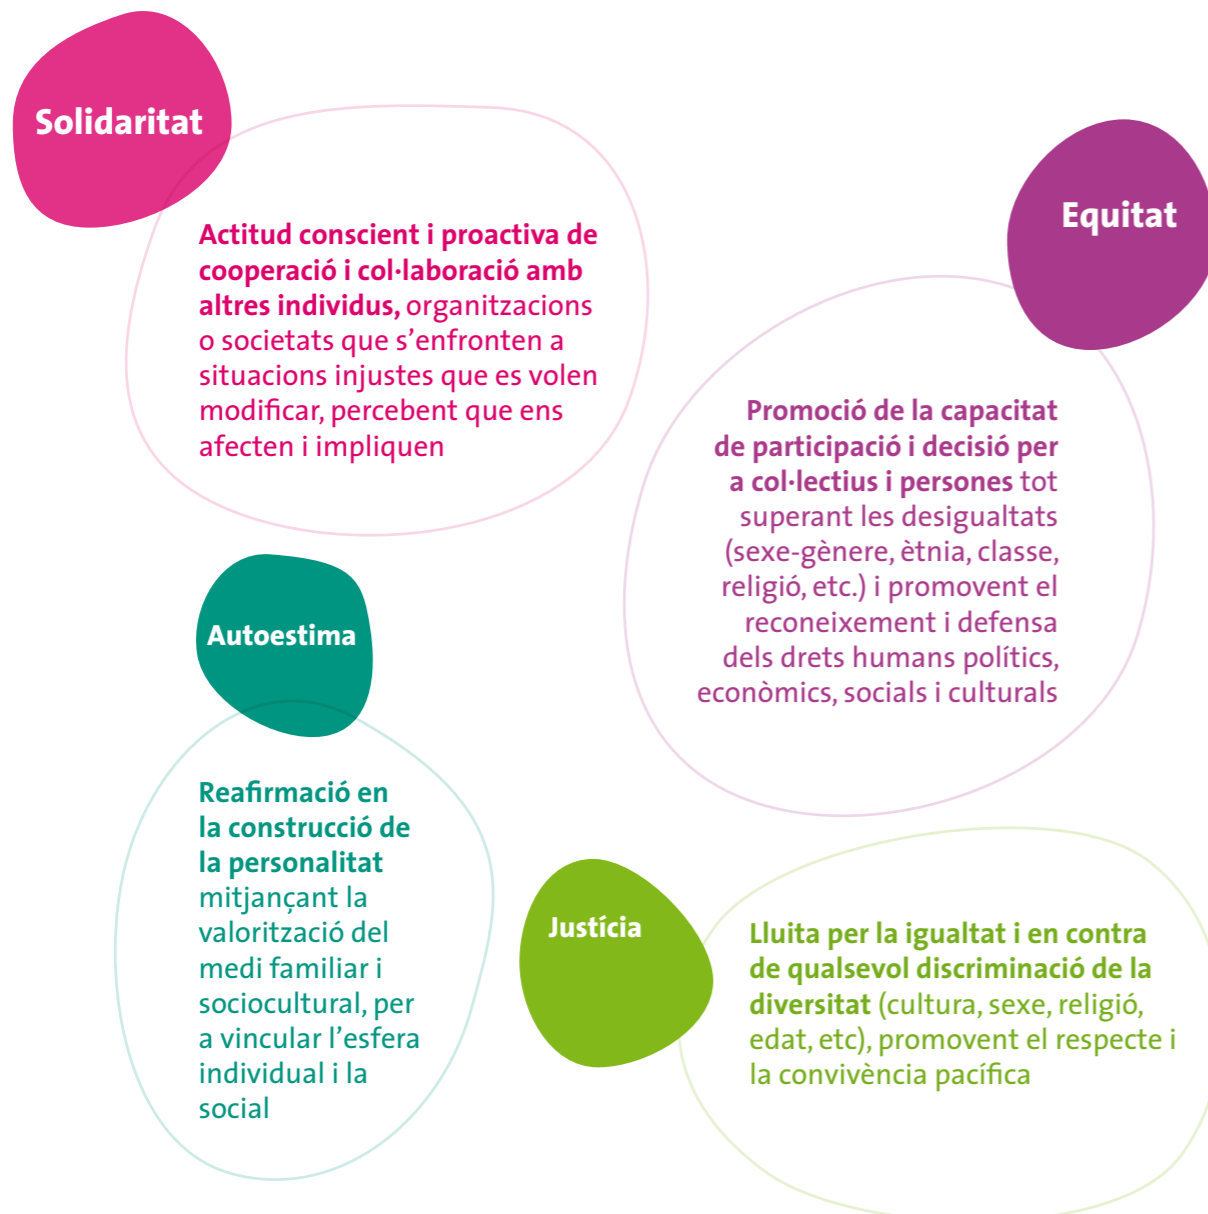 Solidaritat
Actitud conscient i proactiva de
cooperació i col·laboració amb
altres individus, organitzacions
o societats que s’enfronten a
situacions injustes que es volen
modificar, percebent que ens
afecten i impliquen
Equitat
Promoció de la capacitat
de participació i decisió per
a col·lectius i persones tot
superant les desigualtats
(sexe-gènere, ètnia, classe,
religió, etc.) i promovent el
reconeixement i defensa
dels drets humans polítics,
econòmics, socials i culturals
Autoestima
Reafirmació en
la construcció de
la personalitat
mitjançant la
valorització del
medi familiar i
sociocultural, per
a vincular l’esfera
individual i la
social
Justícia
Lluita per la igualtat i en contra
de qualsevol discriminació de la
diversitat (cultura, sexe, religió,
edat, etc), promovent el respecte i
la convivència pacífica